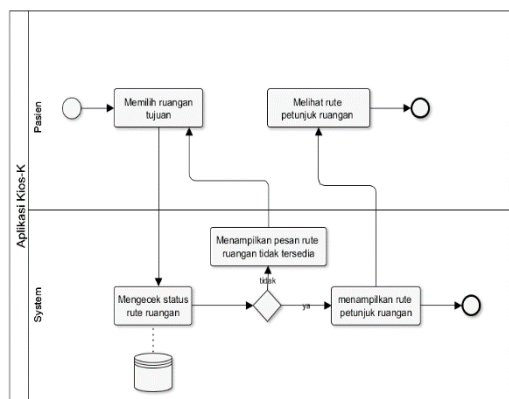 Aplikasi Kios-K
Pasien
Memilih ruangan
tujuan
Melihat rute
petunjuk ruangan
System
Menampilkan pesan rute
ruangan tidak tersedia
tidak
Mengecek status
rute ruangan
ya
menampilkan rute
petunjuk ruangan